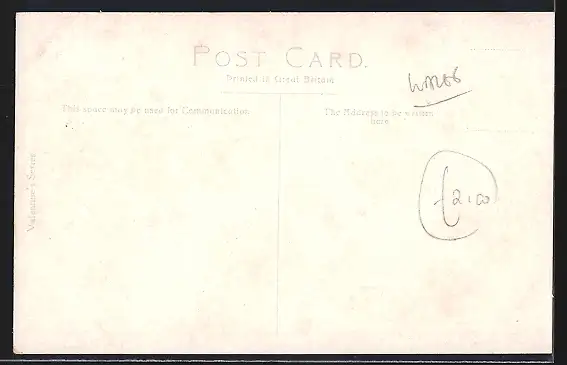 POST CARD.
Printed in Great Britain
This space may be used for Communication.
The Address to be written
here.
Valentine's Series
£2.00